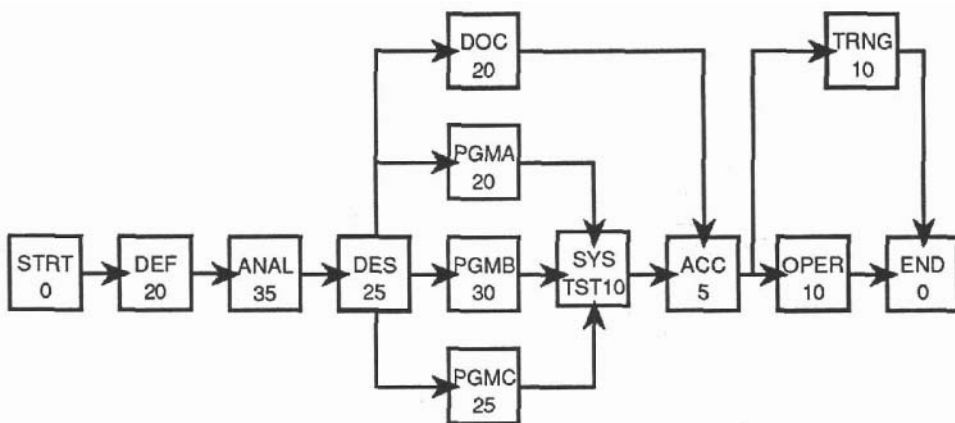 DOC
20
TRNG
10
PGMA
20
STRT
0
DEF
20
ANAL
35
DES
25
PGMB
30
SYS
TST10
ACC
5
OPER
10
END
0
PGMC
25